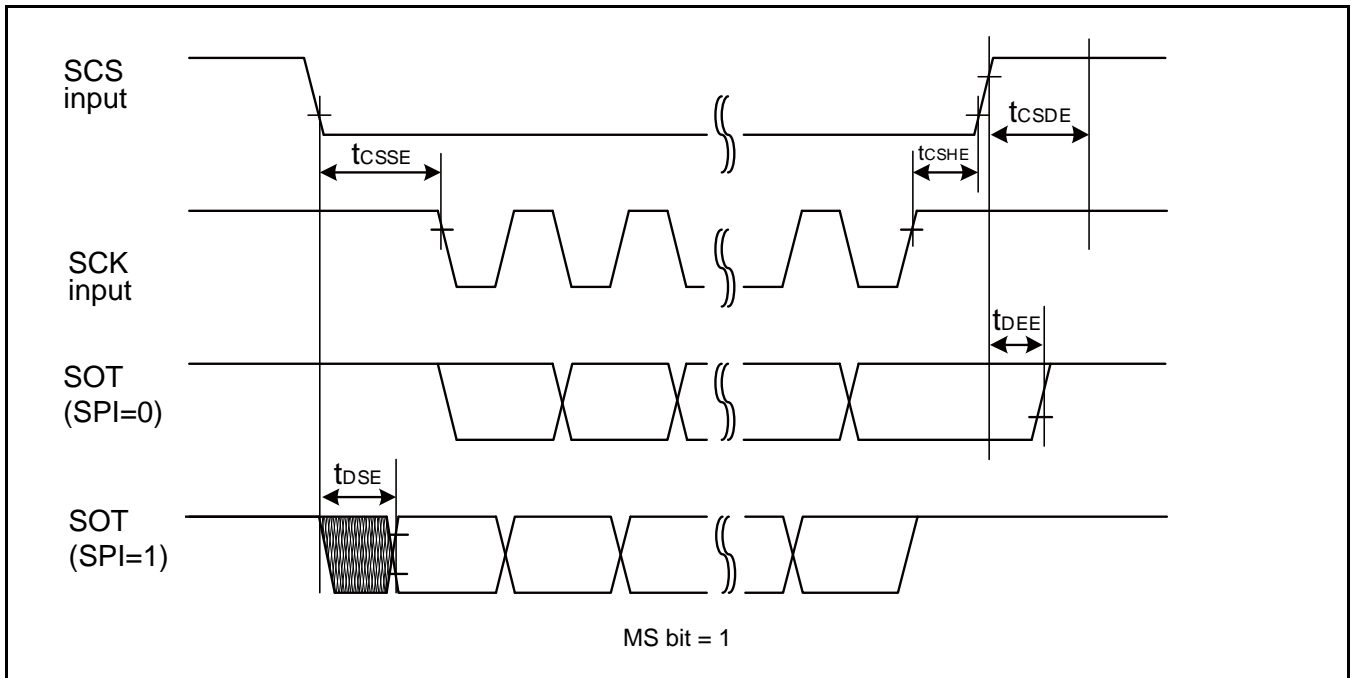 SCS
input
tCSDE
tCSSE
tCSHE
SCK
input
tDEE
SOT
(SPI=0)
tDSE
SOT
(SPI=1)
MS bit = 1